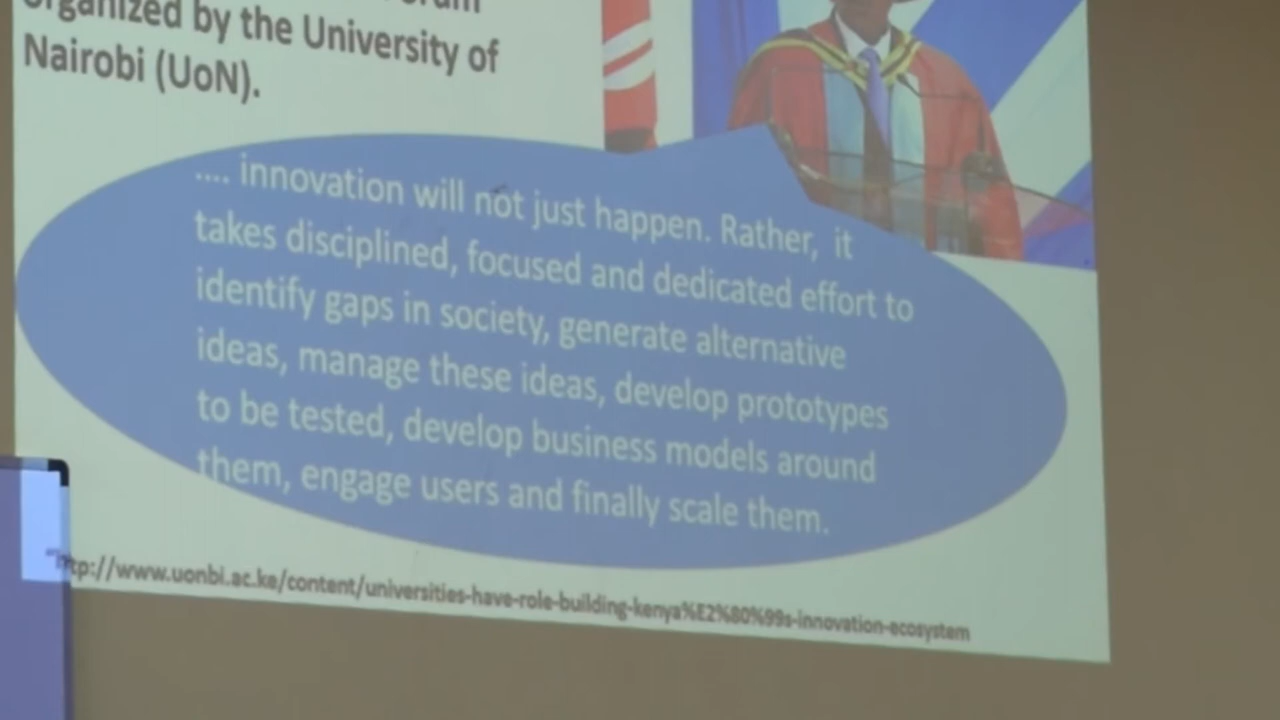 organized by the University of
Nairobi (UoN).
.... innovation will not just happen. Rather, it
takes disciplined, focused and dedicated effort to
identify gaps in society, generate alternative
ideas, manage these ideas, develop prototypes
to be tested, develop business models around
them, engage users and finally scale them.
http://www.uonbi.ac.ke/content/universities-have-role-building-kenya%E2%80%99s-innovation-ecosystem